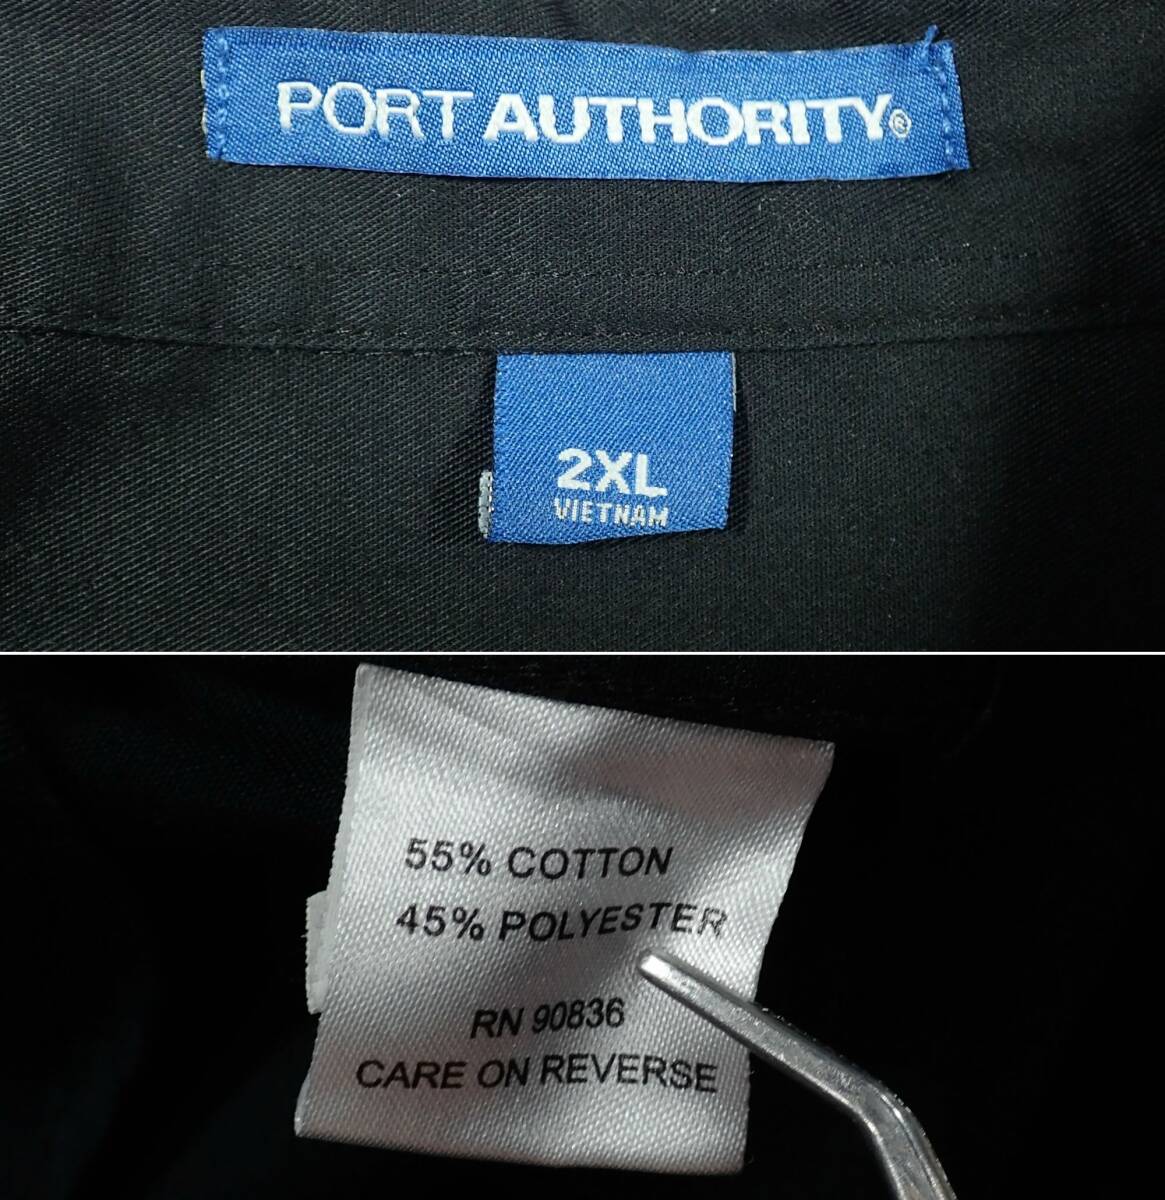 PORT AUTHORITY®
2XL
VIETNAM
55% COTTON
45% POLYESTER
RN 90836
CARE ON REVERSE